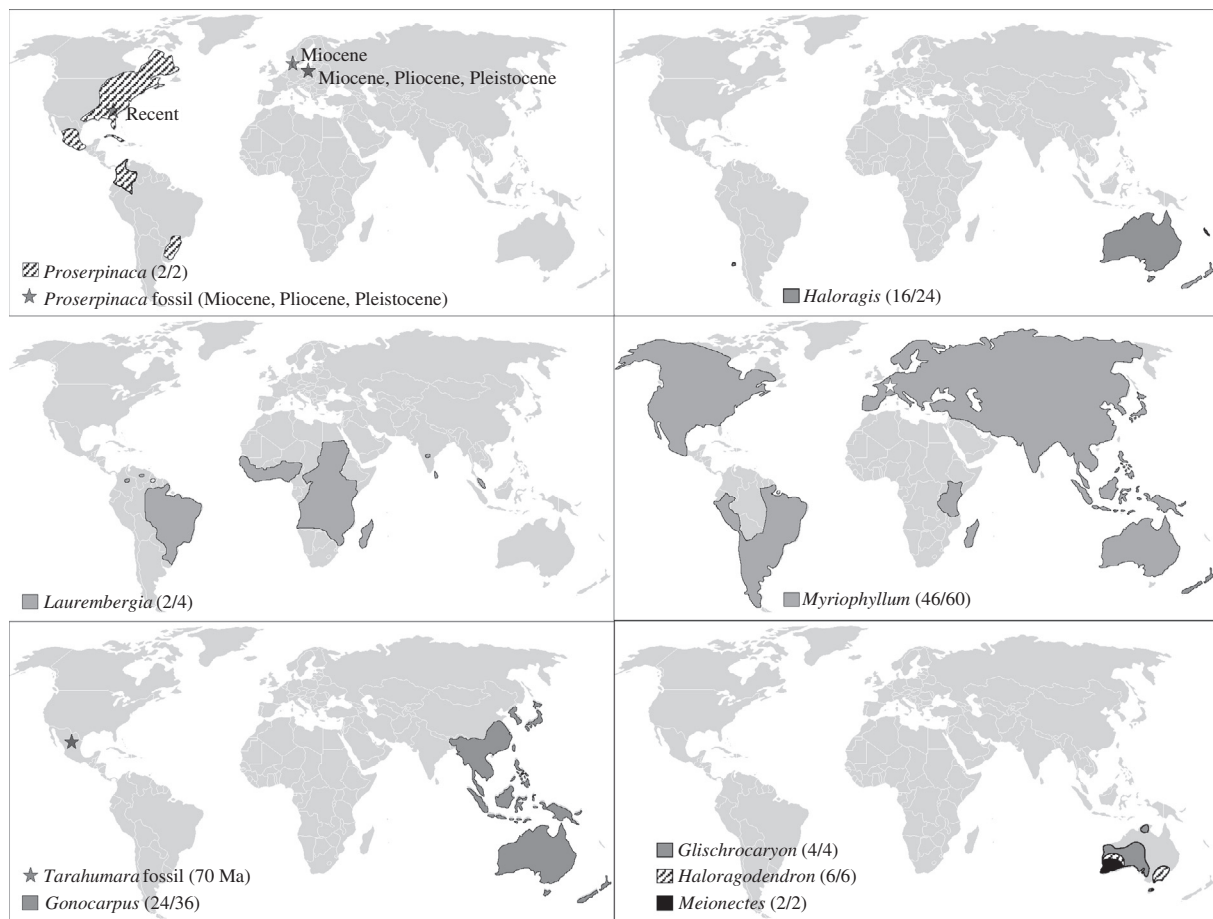 Miocene
Miocene, Pliocene, Pleistocene
Recent
Proserpinaca (2/2)
Proserpinaca fossil (Miocene, Pliocene, Pleistocene)
Haloragis (16/24)
Laurembergia (2/4)
Myriophyllum (46/60)
Tarahumara fossil (70 Ma)
Gonocarpus (24/36)
Glischrocaryon (4/4)
Haloragodendron (6/6)
Meionectes (2/2)